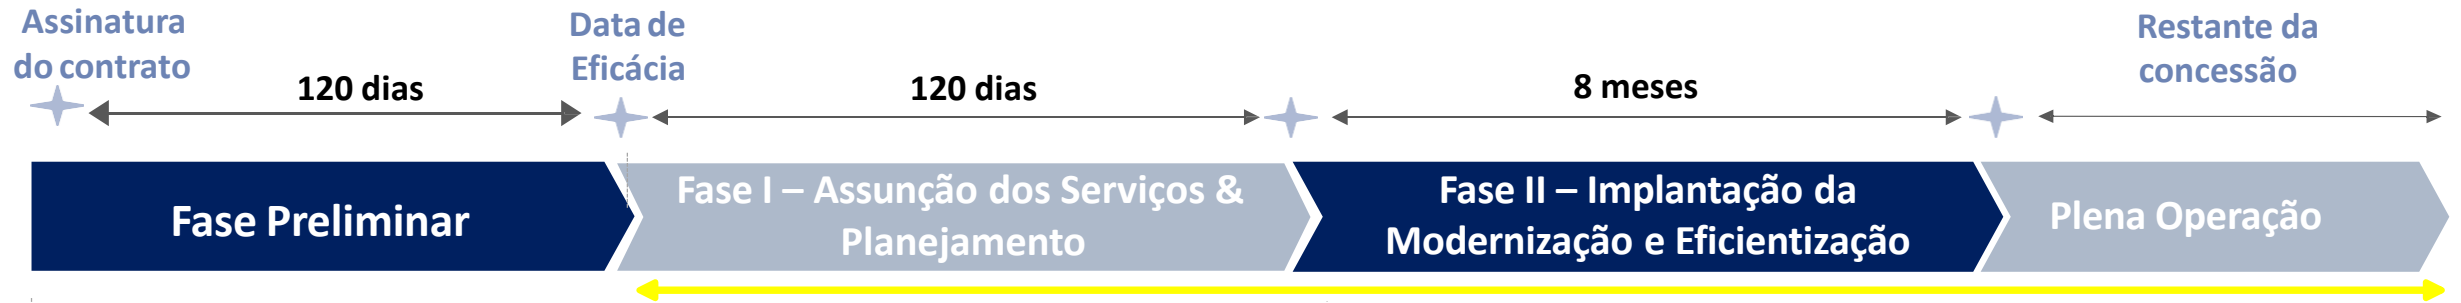 Assinatura
do contrato
120 dias
Data de
Eficácia
120 dias
8 meses
Restante da
concessão
Fase Preliminar
Fase I – Assunção dos Serviços &
Planejamento
Fase II – Implantação da
Modernização e Eficientização
Plena Operação